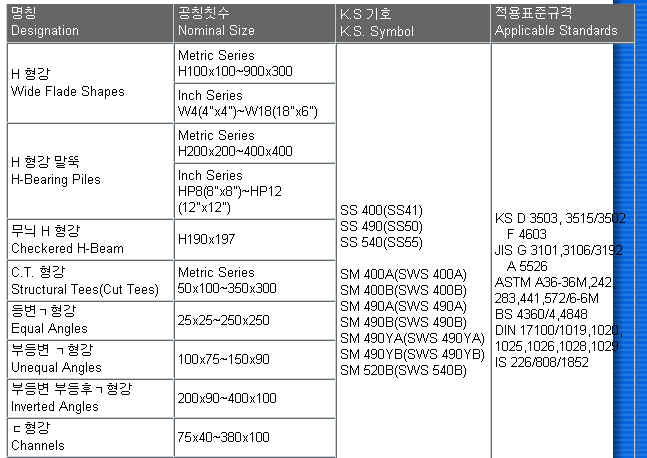 명칭
Designation
공칭칫수
Nominal Size
K.S 기호
K.S. Symbol
적용표준규격
Applicable Standards
H 형강
Wide Flade Shapes
Metric Series
H100x100~900x300
Inch Series
W4(4"x4")~W18(18"x6")
H 형강 말뚝
H-Bearing Piles
Metric Series
H200x200~400x400
Inch Series
HP8(8"x8")~HP12
(12"x12")
무늬 H 형강
Checkered H-Beam
H190x197
C.T. 형강
Structural Tees(Cut Tees)
Metric Series
50x100~350x300
등변ㄱ형강
Equal Angles
25x25~250x250
부등변 ㄱ형강
Unequal Angles
100x75~150x90
부등변 부등후ㄱ형강
Inverted Angles
200x90~400x100
ㄷ형강
Channels
75x40~380x100
SS 400(SS41)
SS 490(SS50)
SS 540(SS55)
SM 400A(SWS 400A)
SM 400B(SWS 400B)
SM 490A(SWS 490A)
SM 490B(SWS 490B)
SM 490YA(SWS 490YA)
SM 490YB(SWS 490YB)
SM 520B(SWS 540B)
KS D 3503, 3515/3502
F 4603
JIS G 3101,3106/3192
A 5526
ASTM A36-36M,242,
283,441,572/6-6M
BS 4360/4,4848
DIN 17100/1019,1020,
1025,1026,1028,1029
IS 226/808/1852